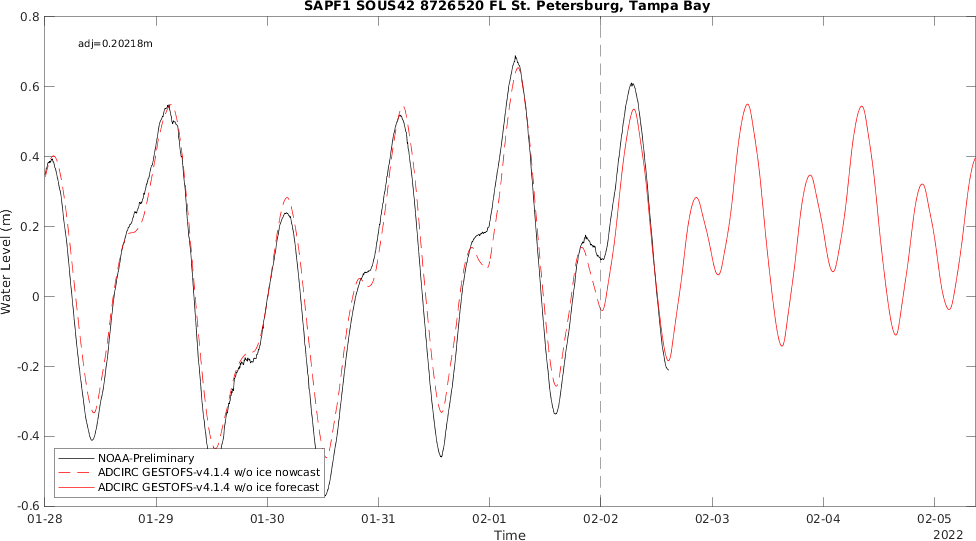 SAPF1 SOUS42 8726520 FL St. Petersburg, Tampa Bay
adj=0.20218m
0.8
0.6
0.4
0.2
0
-0.2
-0.4
-0.6
Water Level (m)
NOAA-Preliminary
ADCIRC GESTOFS-v4.1.4 w/o ice nowcast
ADCIRC GESTOFS-v4.1.4 w/o ice forecast
01-28 01-29 01-30 01-31 02-01 02-02 02-03 02-04 02-05
Time
2022